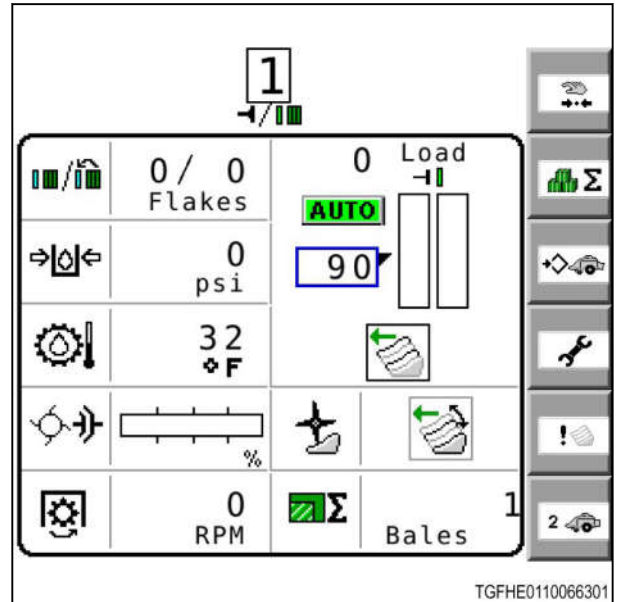 1
0/ 0
Flakes
0 Load
AUTO
0
psi
90
32
°F
%
0
RPM
Σ
1
Bales
Σ
!
2
TGFHE0110066301